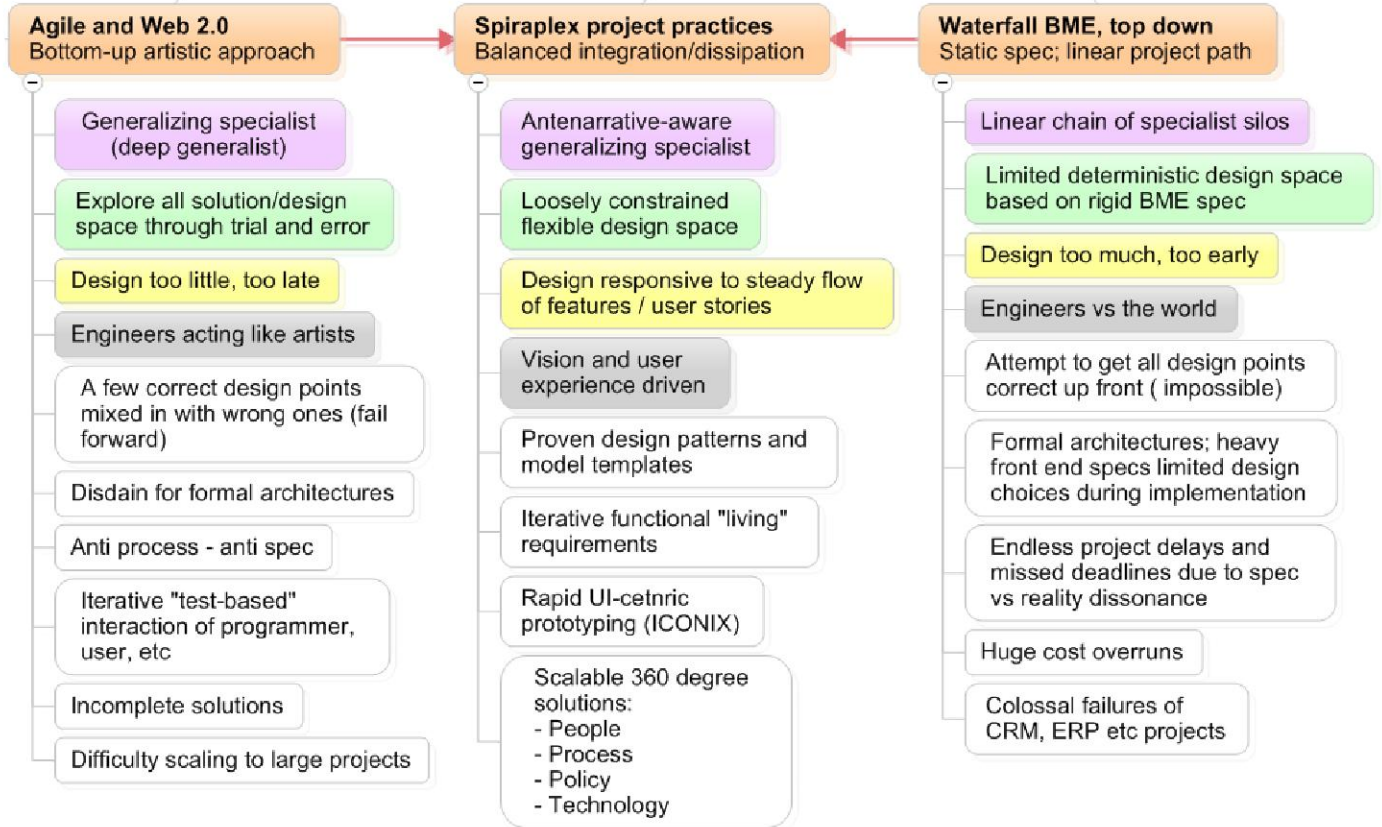 Agile and Web 2.0
Bottom-up artistic approach
Generalizing specialist
(deep generalist)
Explore all solution/design
space through trial and error
Design too little, too late
Engineers acting like artists
A few correct design points
mixed in with wrong ones (fail
forward)
Disdain for formal architectures
Anti process - anti spec
Iterative "test-based"
interaction of programmer,
user, etc
Incomplete solutions
Difficulty scaling to large projects
Spiraplex project practices
Balanced integration/dissipation
Antenarrative-aware
generalizing specialist
Loosely constrained
flexible design space
Design responsive to steady flow
of features / user stories
Vision and user
experience driven
Proven design patterns and
model templates
Iterative functional "living"
requirements
Rapid UI-cetnric
prototyping (ICONIX)
Scalable 360 degree
solutions:
- People
- Process
- Policy
- Technology
Waterfall BME, top down
Static spec; linear project path
Linear chain of specialist silos
Limited deterministic design space
based on rigid BME spec
Design too much, too early
Engineers vs the world
Attempt to get all design points
correct up front ( impossible)
Formal architectures; heavy
front end specs limited design
choices during implementation
Endless project delays and
missed deadlines due to spec
vs reality dissonance
Huge cost overruns
Colossal failures of
CRM, ERP etc projects